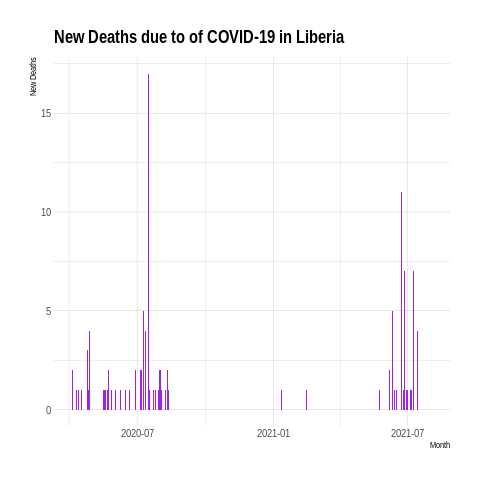 New Deaths due to of COVID-19 in Liberia
New Deaths
15
10
5
0
2020-07
2021-01
2021-07
Month